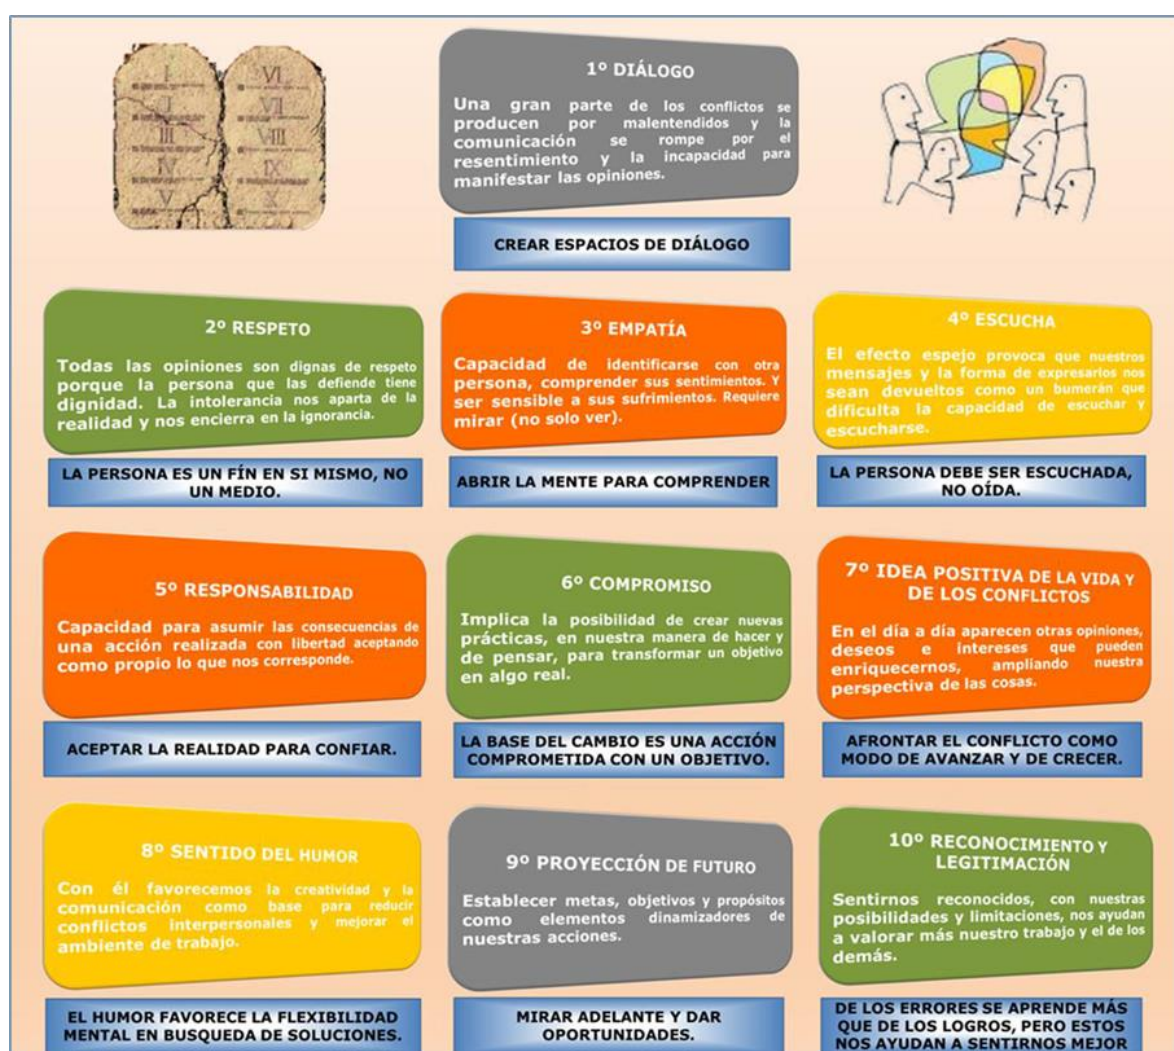 I
III
IV
V
VI
VII
VIII
IX
X
1º DIÁLOGO
Una gran parte de los conflictos se
producen por malentendidos y la
comunicación se rompe por el
resentimiento y la incapacidad para
manifestar las opiniones.
CREAR ESPACIOS DE DIÁLOGO
2º RESPETO
Todas las opiniones son dignas de respeto
porque la persona que las defiende tiene
dignidad. La intolerancia nos aparta de la
realidad y nos encierra en la ignorancia.
LA PERSONA ES UN FÍN EN SI MISMO, NO
UN MEDIO.
3º EMPATÍA
Capacidad de identificarse con otra
persona, comprender sus sentimientos. Y
ser sensible a sus sufrimientos. Requiere
mirar (no solo ver).
ABRIR LA MENTE PARA COMPRENDER
4º ESCUCHA
El efecto espejo provoca que nuestros
mensajes y la forma de expresarlos nos
sean devueltos como un bumerán que
dificulta la capacidad de escuchar y
escucharse.
LA PERSONA DEBE SER ESCUCHADA,
NO OÍDA.
5º RESPONSABILIDAD
Capacidad para asumir las consecuencias de
una acción realizada con libertad aceptando
como propio lo que nos corresponde.
ACEPTAR LA REALIDAD PARA CONFIAR.
6º COMPROMISO
Implica la posibilidad de crear nuevas
prácticas, en nuestra manera de hacer y
de pensar, para transformar un objetivo
en algo real.
LA BASE DEL CAMBIO ES UNA ACCIÓN
COMPROMETIDA CON UN OBJETIVO.
7º IDEA POSITIVA DE LA VIDA Y
DE LOS CONFLICTOS
En el día a día aparecen otras opiniones,
deseos e intereses que pueden
enriquecernos, ampliando nuestra
perspectiva de las cosas.
AFRONTAR EL CONFLICTO COMO
MODO DE AVANZAR Y DE CRECER.
8º SENTIDO DEL HUMOR
Con él favorecemos la creatividad y la
comunicación como base para reducir
conflictos interpersonales y mejorar el
ambiente de trabajo.
EL HUMOR FAVORECE LA FLEXIBILIDAD
MENTAL EN BUSQUEDA DE SOLUCIONES.
9º PROYECCIÓN DE FUTURO
Establecer metas, objetivos y propósitos
como elementos dinamizadores de
nuestras acciones.
MIRAR ADELANTE Y DAR
OPORTUNIDADES.
10º RECONOCIMIENTO Y
LEGITIMACIÓN
Sentirnos reconocidos, con nuestras
posibilidades y limitaciones, nos ayudan
a valorar más nuestro trabajo y el de los
demás.
DE LOS ERRORES SE APRENDE MÁS
QUE DE LOS LOGROS, PERO ESTOS
NOS AYUDAN A SENTIRNOS MEJOR